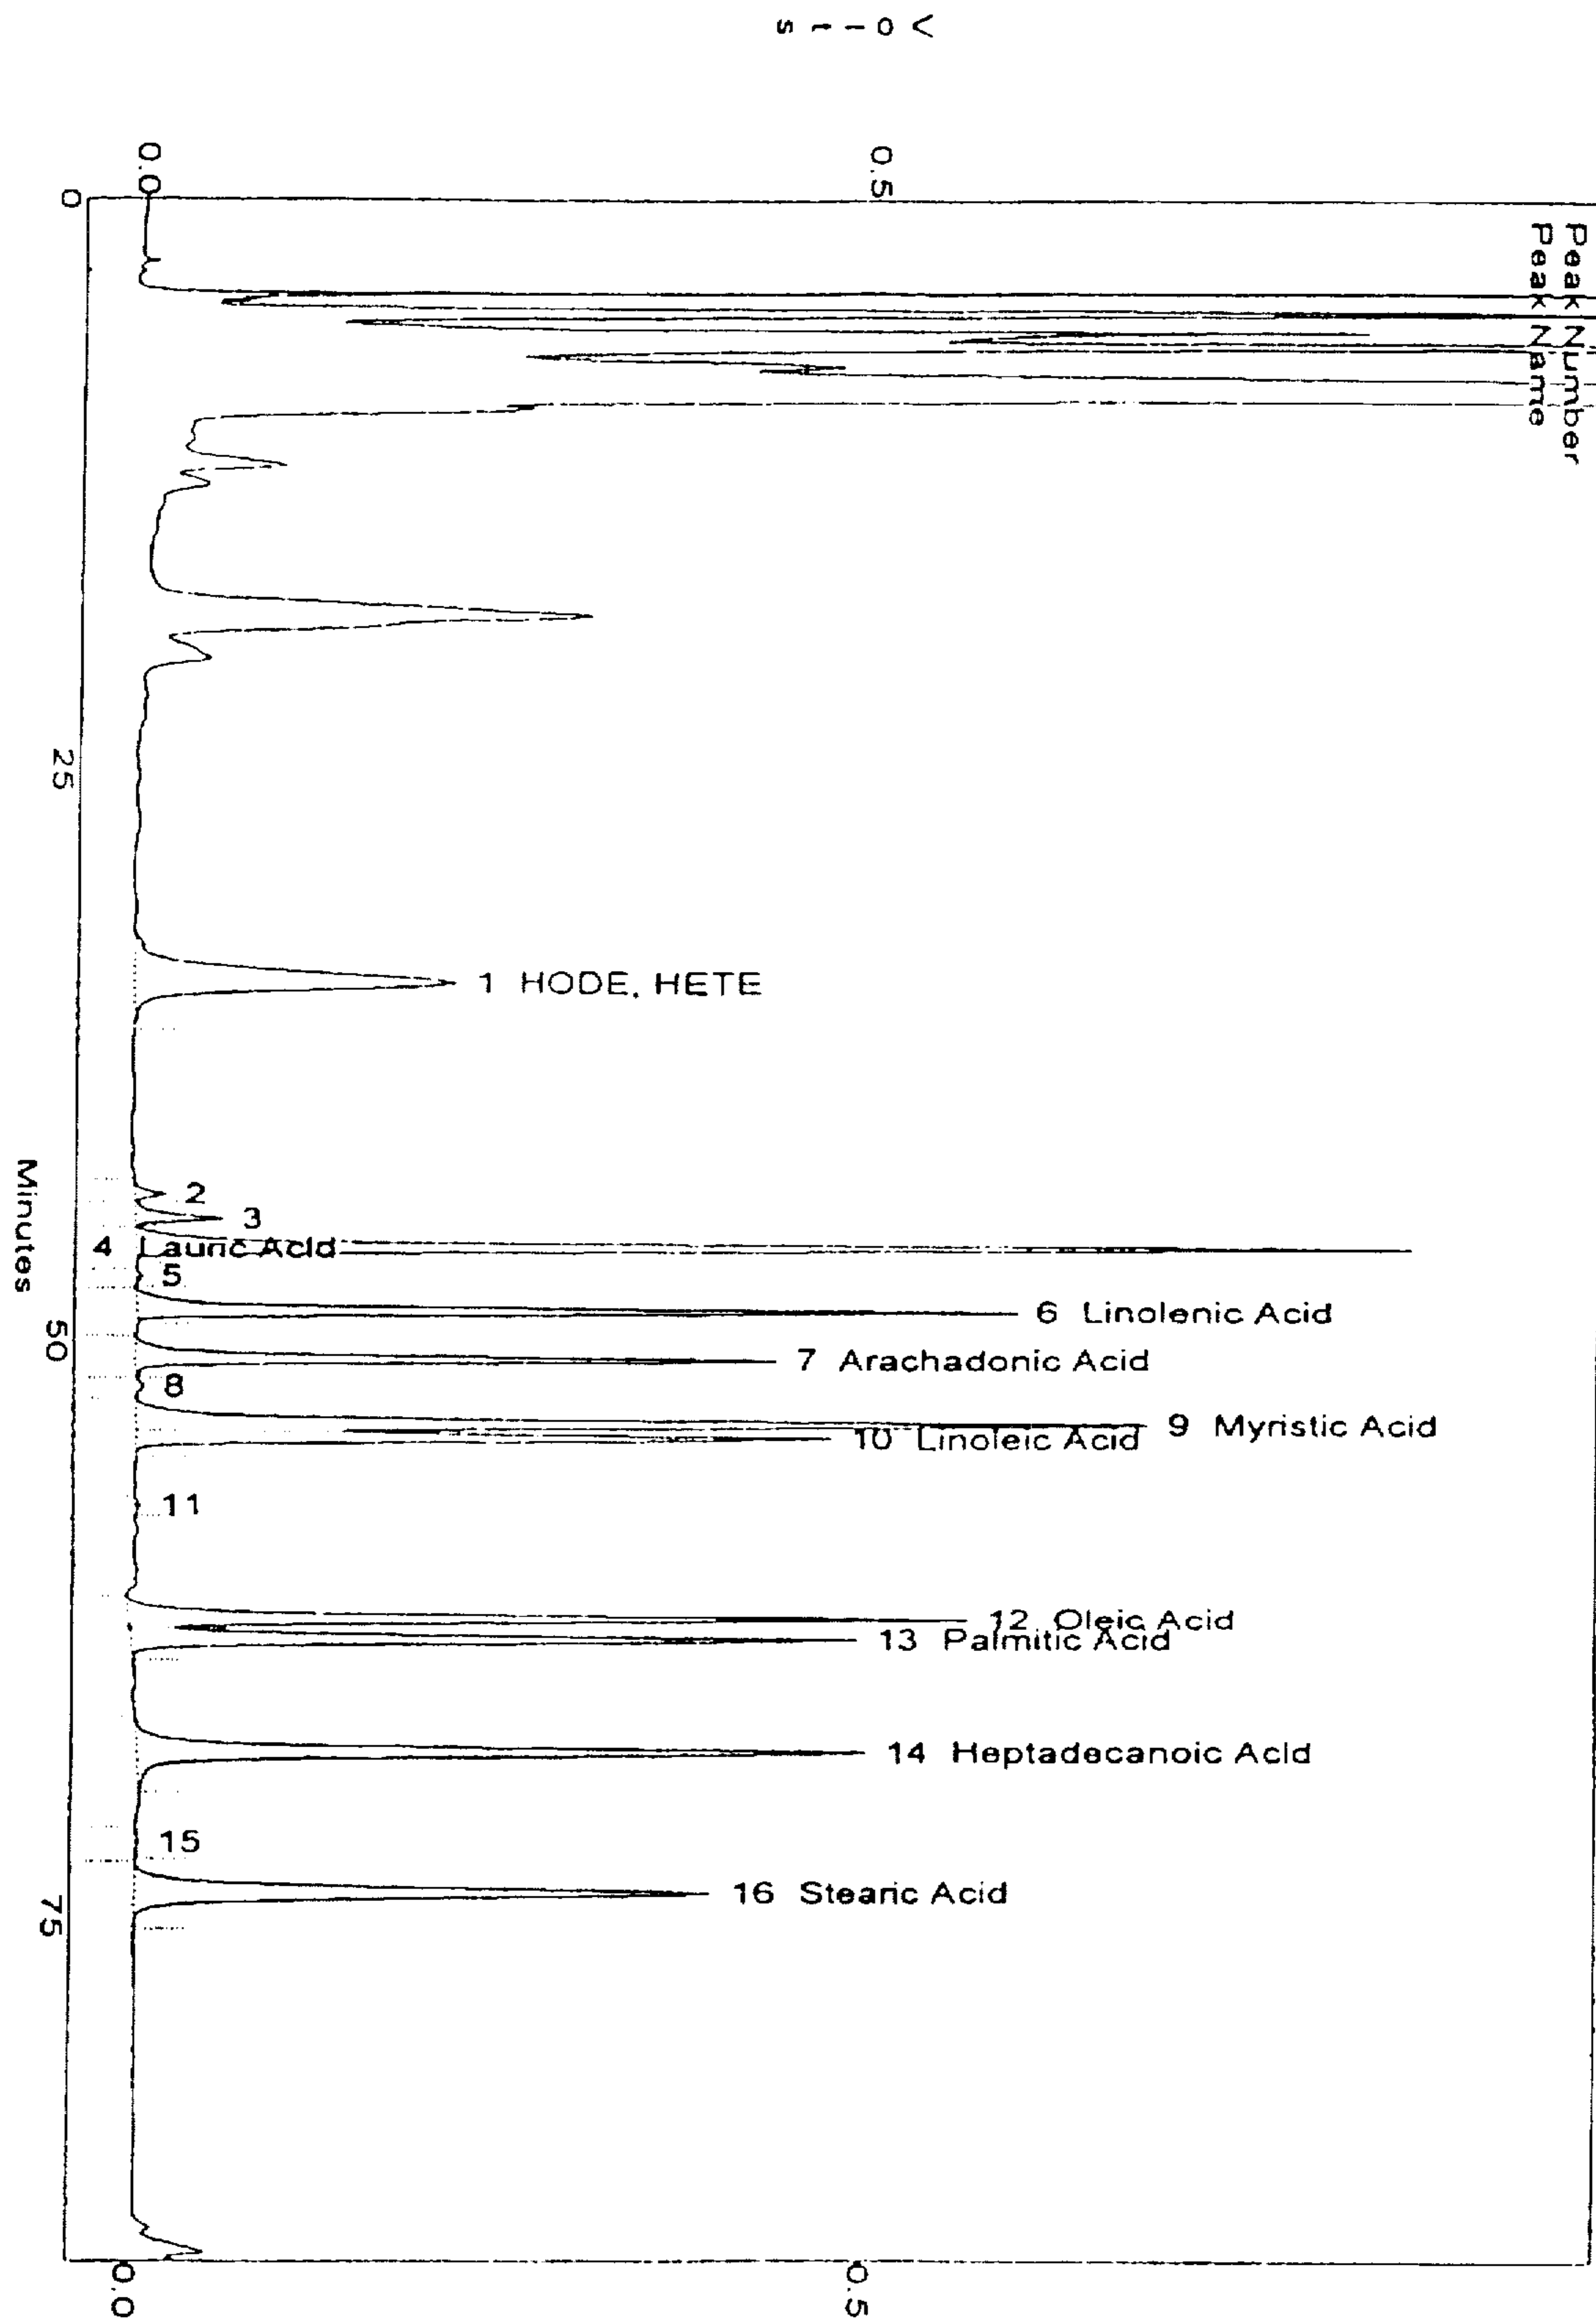 Volts
0.0
0.5
0
Peak Number
Peak Name
25
1 HODE, HETE
2
3
4 Lauric Acid
5
6 Linolenic Acid
50
7 Arachadonic Acid
8
9 Myristic Acid
10 Linoleic Acid
11
12 Oleic Acid
13 Palmitic Acid
14 Heptadecanoic Acid
15
16 Stearic Acid
75
Minutes
0.0
0.5